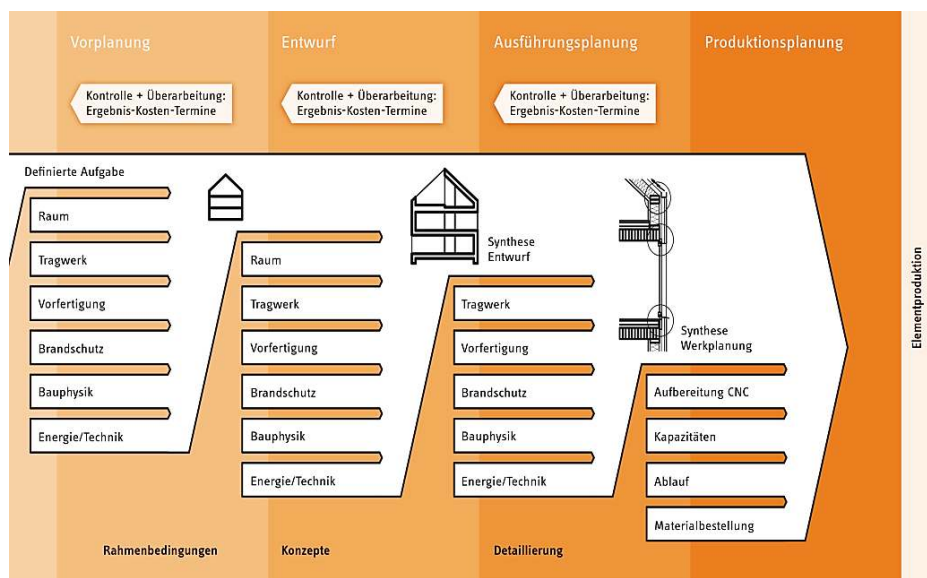 Vorplanung
Entwurf
Ausführungsplanung
Produktionsplanung
Kontrolle + Überarbeitung:
Ergebnis-Kosten-Termine
Kontrolle + Überarbeitung:
Ergebnis-Kosten-Termine
Kontrolle + Überarbeitung:
Ergebnis-Kosten-Termine
Definierte Aufgabe
Raum
Tragwerk
Vorfertigung
Brandschutz
Bauphysik
Energie/Technik
Raum
Tragwerk
Vorfertigung
Brandschutz
Bauphysik
Energie/Technik
Synthese
Entwurf
Tragwerk
Vorfertigung
Brandschutz
Bauphysik
Energie/Technik
Synthese
Werkplanung
Aufbereitung CNC
Kapazitäten
Ablauf
Materialbestellung
Elementproduktion
Rahmenbedingungen
Konzepte
Detaillierung